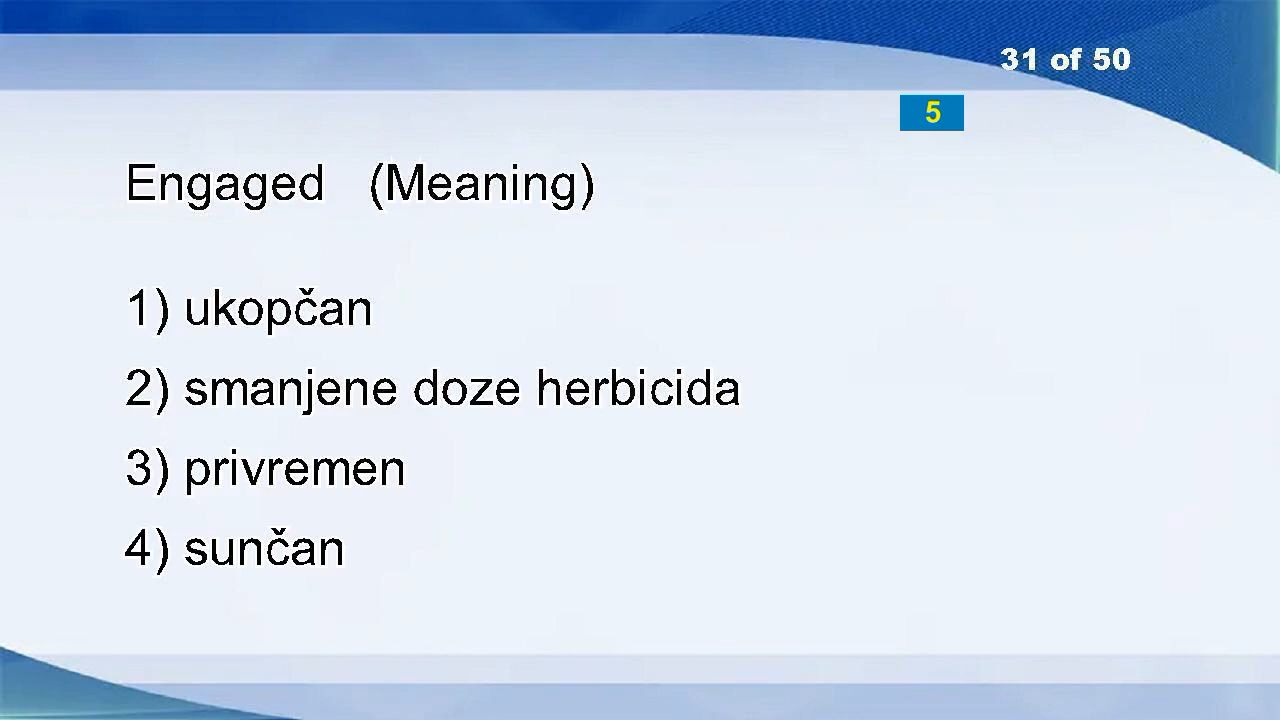 31 of 50
5
Engaged (Meaning)
1) ukopčan
2) smanjene doze herbicida
3) privremen
4) sunčan